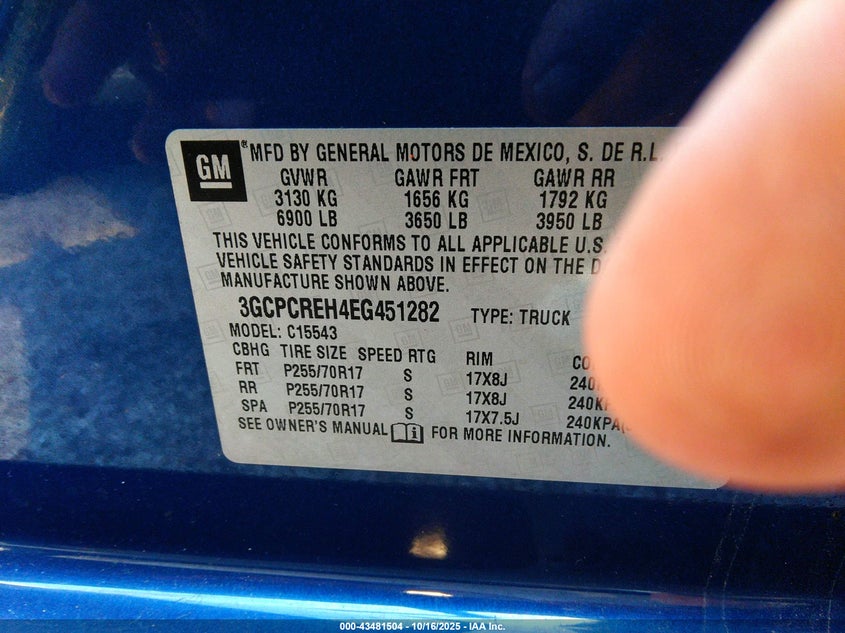 GM ® MFD BY GENERAL MOTORS DE MEXICO, S. DE R.L.
GVWR GAWR FRT GAWR RR
3130 KG 1656 KG 1792 KG
6900 LB 3650 LB 3950 LB
THIS VEHICLE CONFORMS TO ALL APPLICABLE U.S.
VEHICLE SAFETY STANDARDS IN EFFECT ON THE
MANUFACTURE SHOWN ABOVE.
3GCPCREH4EG451282 TYPE: TRUCK
MODEL: C15543
CBHG TIRE SIZE SPEED RTG RIM
FRT P255/70R17 S 17X8J
RR P255/70R17 S 17X8J
SPA P255/70R17 S 17X7.5J 240KPA
SEE OWNER'S MANUAL FOR MORE INFORMATION.
000-43481504 - 10/16/2025 - IAA Inc.